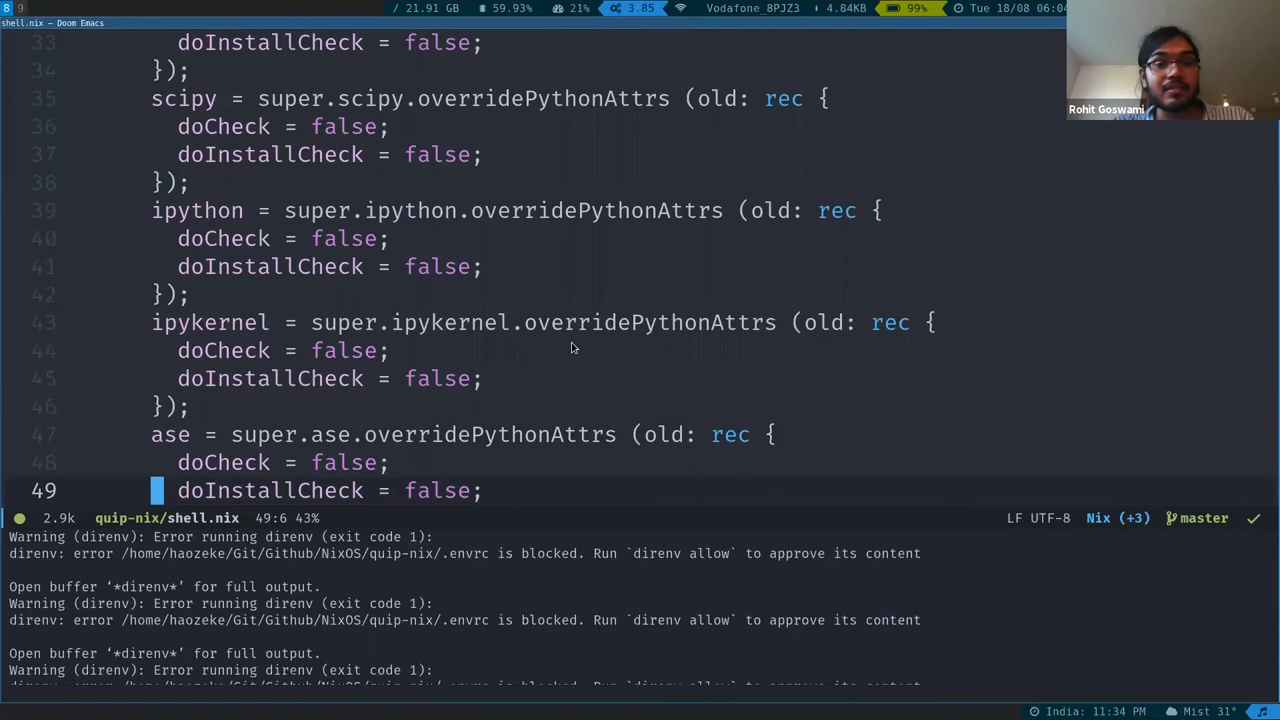 8 9 / 21.91 GB 59.93% 21% 3.85 Vodafone_8PJZ3 4.84KB 99% Tue 18/08 06:04
shell.nix — Doom Emacs
33 doInstallCheck = false;
34 });
35 scipy = super.scipy.overridePythonAttrs (old: rec {
36 doCheck = false;
37 doInstallCheck = false;
38 });
39 ipython = super.ipython.overridePythonAttrs (old: rec {
40 doCheck = false;
41 doInstallCheck = false;
42 });
43 ipykernel = super.ipykernel.overridePythonAttrs (old: rec {
44 doCheck = false;
45 doInstallCheck = false;
46 });
47 ase = super.ase.overridePythonAttrs (old: rec {
48 doCheck = false;
49 doInstallCheck = false;
Rohit Goswami
2.9k quip-nix/shell.nix 49:6 43% LF UTF-8 Nix (+3) master
Warning (direnv): Error running direnv (exit code 1):
direnv: error /home/haozeke/Git/Github/NixOS/quip-nix/.envrc is blocked. Run `direnv allow` to approve its content
Open buffer ‘*direnv*’ for full output.
Warning (direnv): Error running direnv (exit code 1):
direnv: error /home/haozeke/Git/Github/NixOS/quip-nix/.envrc is blocked. Run `direnv allow` to approve its content
Open buffer ‘*direnv*’ for full output.
Warning (direnv): Error running direnv (exit code 1):
India: 11:34 PM Mist 31°